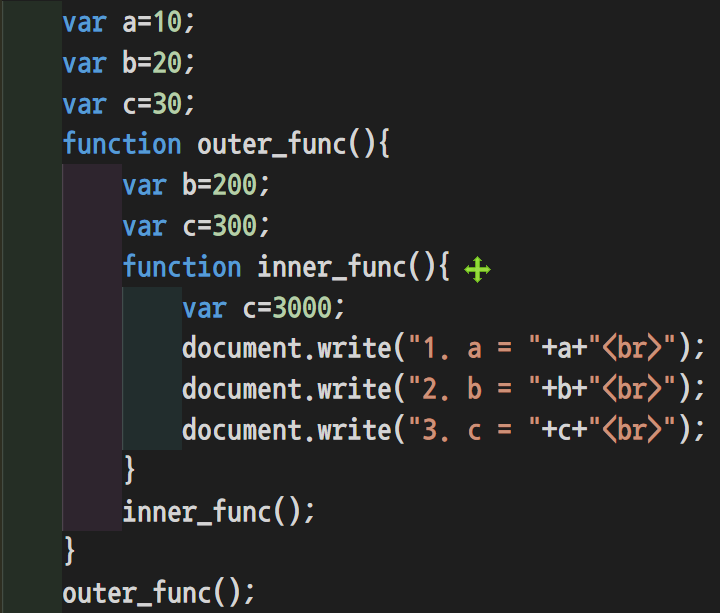 var a=10;
var b=20;
var c=30;
function outer_func(){
var b=200;
var c=300;
function inner_func(){
var c=3000;
document.write("1. a = "+a+"<br>");
document.write("2. b = "+b+"<br>");
document.write("3. c = "+c+"<br>");
}
inner_func();
}
outer_func();